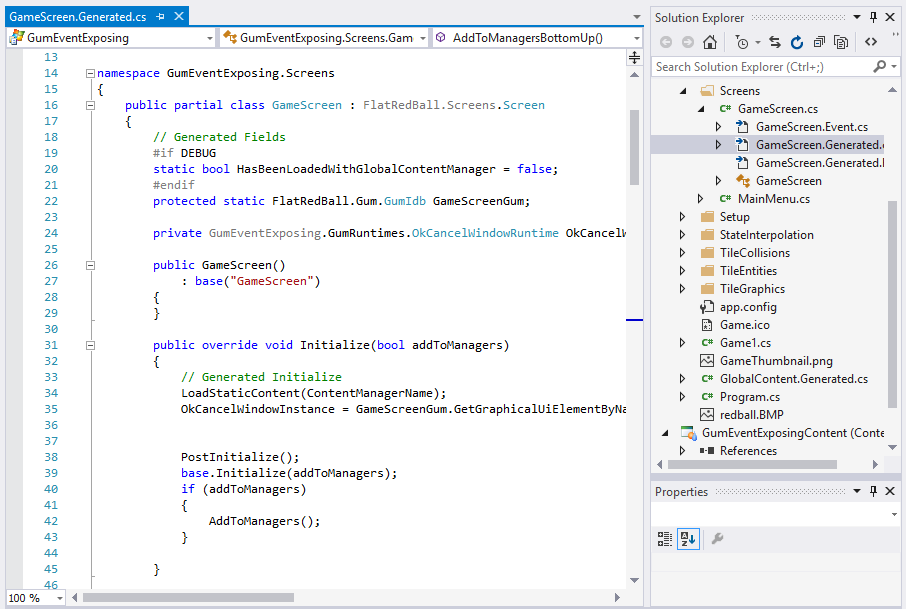 GameScreen.Generated.cs
GumEventExposing
GumEventExposing.Screens.Gam
AddToManagersBottomUp()
13
14 namespace GumEventExposing.Screens
15 {
16 public partial class GameScreen : FlatRedBall.Screens.Screen
17 {
18 // Generated Fields
19 #if DEBUG
20 static bool HasBeenLoadedWithGlobalContentManager = false;
21 #endif
22 protected static FlatRedBall.Gum.GumIdb GameScreenGum;
23
24 private GumEventExposing.GumRuntimes.OkCancelWindowRuntime OkCancelW
25
26 public GameScreen()
27 : base("GameScreen")
28 {
29 }
30
31 public override void Initialize(bool addToManagers)
32 {
33 // Generated Initialize
34 LoadStaticContent(ContentManagerName);
35 OkCancelWindowInstance = GameScreenGum.GetGraphicalUiElementByNa
36
37
38 PostInitialize();
39 base.Initialize(addToManagers);
40 if (addToManagers)
41 {
42 AddToManagers();
43 }
44
45 }
46
100 %
Solution Explorer
Search Solution Explorer (Ctrl+;)
Screens
C# GameScreen.cs
GameScreen.Event.cs
GameScreen.Generated.
GameScreen.Generated.
GameScreen
C# MainMenu.cs
Setup
StateInterpolation
TileCollisions
TileEntities
TileGraphics
app.config
Game.ico
C# Game1.cs
GameThumbnail.png
C# GlobalContent.Generated.cs
C# Program.cs
redball.BMP
GumEventExposingContent (Conte
References
Properties